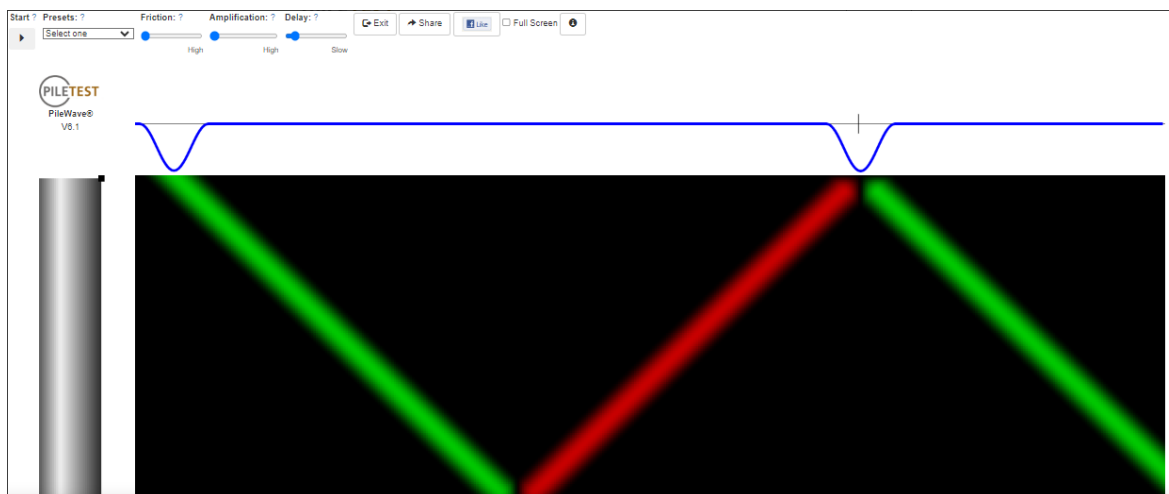 Start ? Presets: ? Friction: ? Amplification: ? Delay: ?
Select one
Exit Share Like Full Screen
High High Slow
PILETEST
PileWave®
V6.1